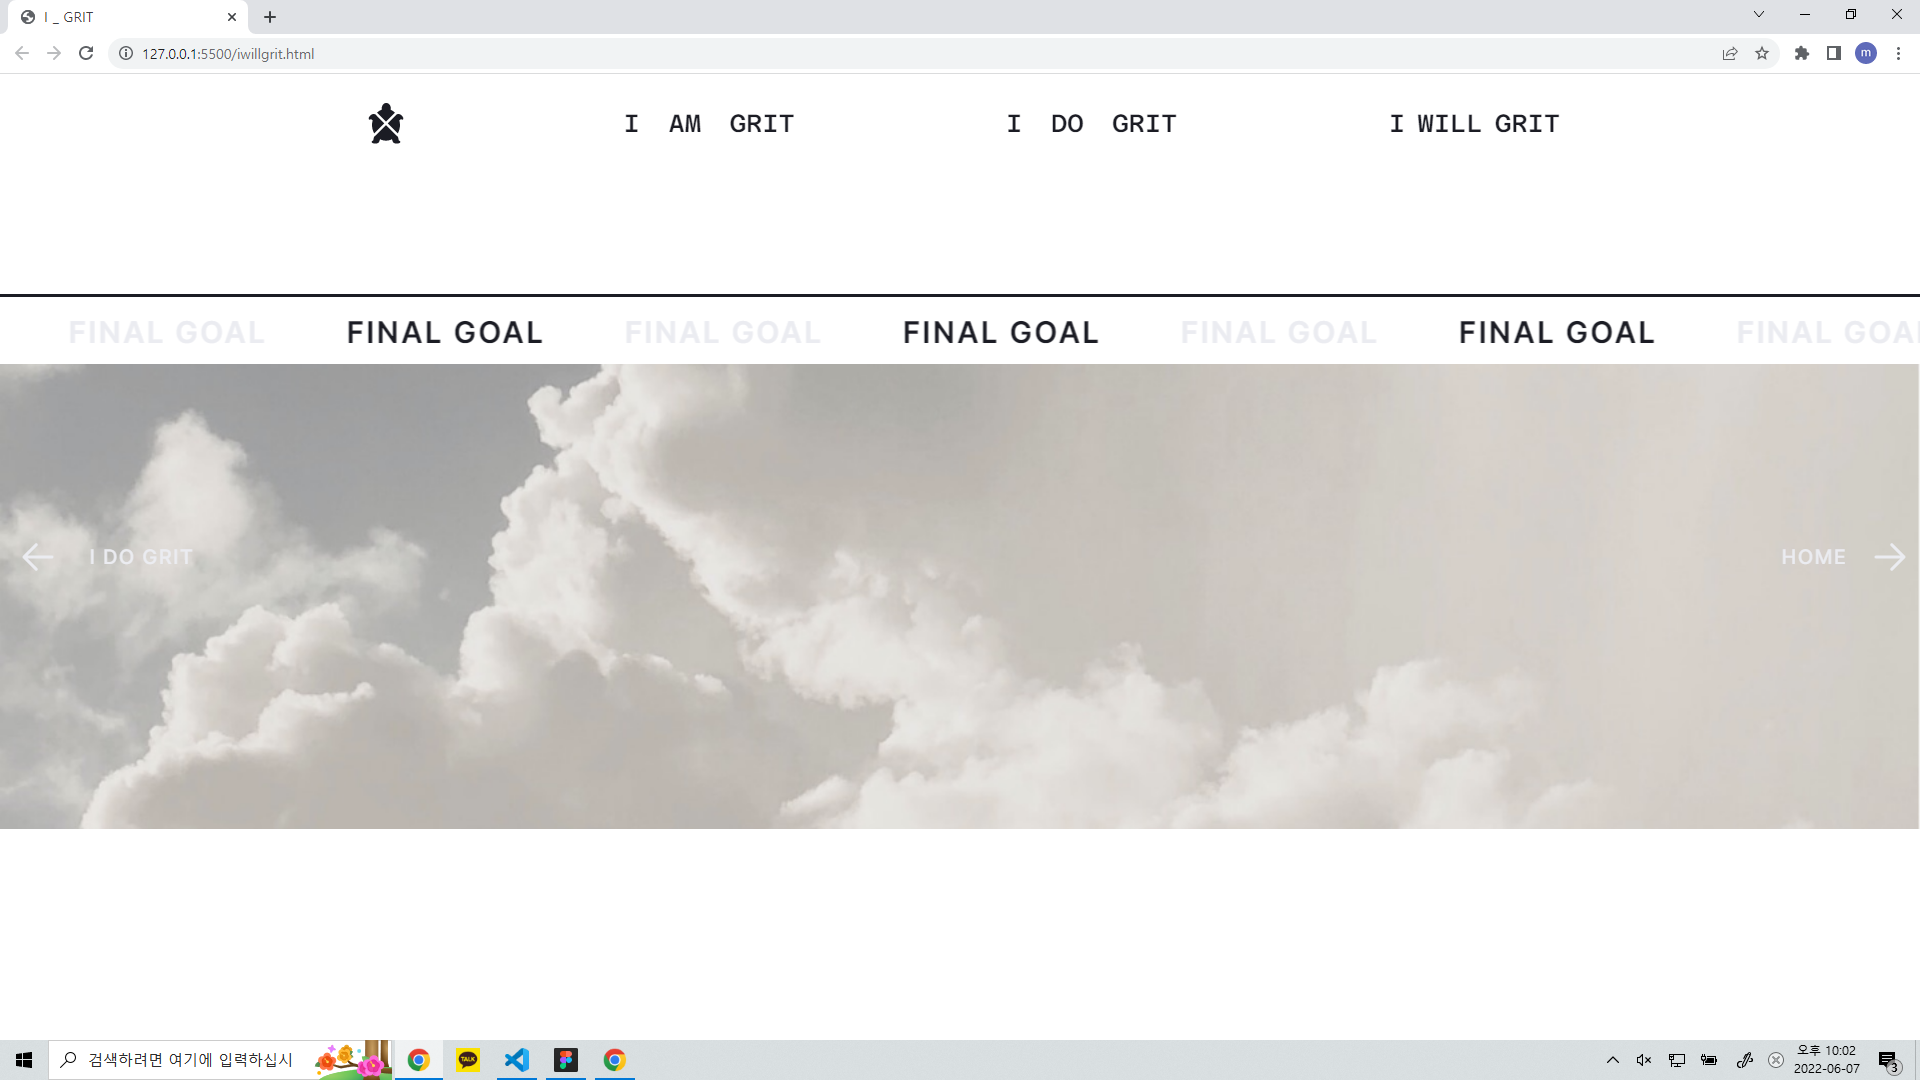 I _ GRIT
127.0.0.1:5500/iwillgrit.html
m
I AM GRIT
I DO GRIT
I WILL GRIT
FINAL GOAL FINAL GOAL FINAL GOAL FINAL GOAL FINAL GOAL FINAL GOAL FINAL GOAL
I DO GRIT
HOME
검색하려면 여기에 입력하십시
TALK
오후 10:02
2022-06-07
3